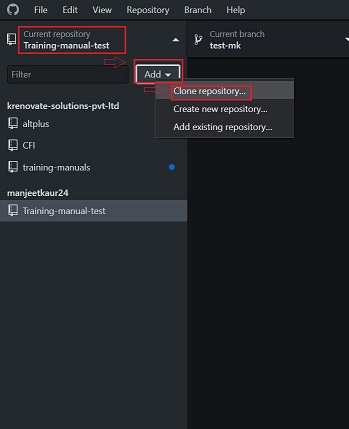 File Edit View Repository Branch Help
Current repository
Training-manual-test
Current branch
test-mk
Filter
Add
Clone repository...
Create new repository...
Add existing repository...
krenovate-solutions-pvt-ltd
altplus
CFI
training-manuals
manjeetkaur24
Training-manual-test